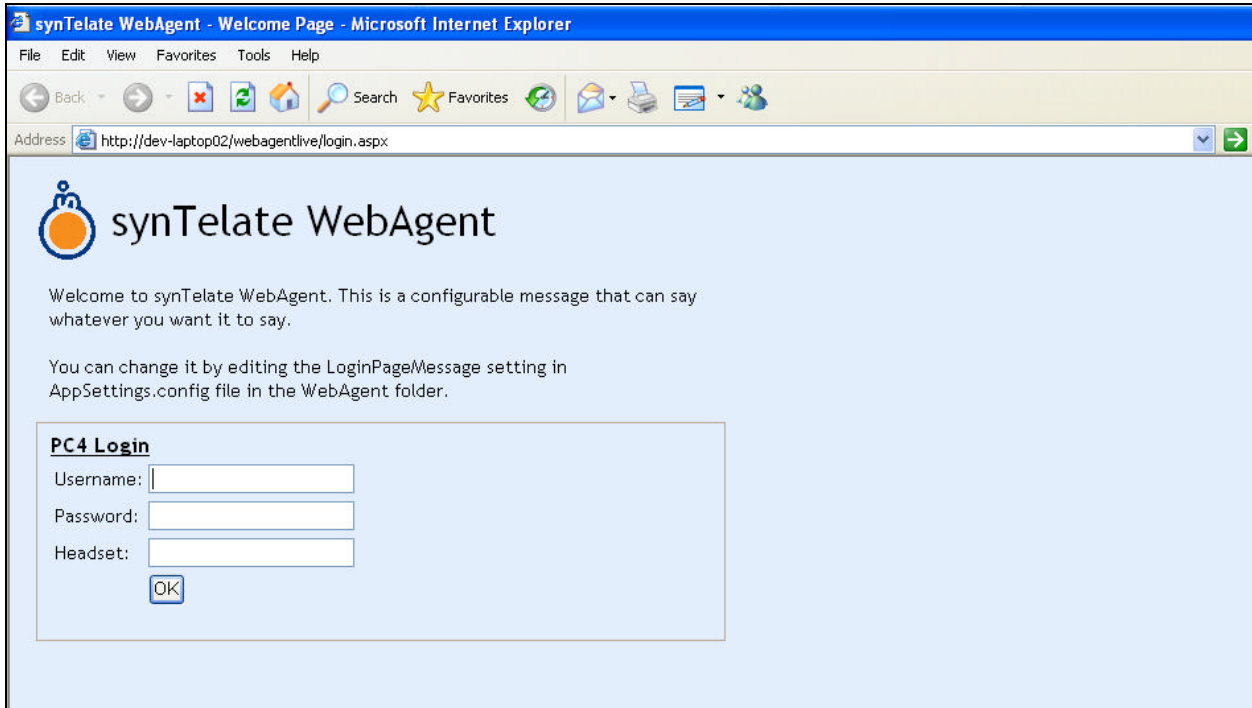 synTelate WebAgent - Welcome Page - Microsoft Internet Explorer
File Edit View Favorites Tools Help
Back Search Favorites
Address http://dev-laptop02/webagentlive/login.aspx
synTelate WebAgent
Welcome to synTelate WebAgent. This is a configurable message that can say
whatever you want it to say.
You can change it by editing the LoginPageMessage setting in
AppSettings.config file in the WebAgent folder.
PC4 Login
Username:
Password:
Headset:
OK